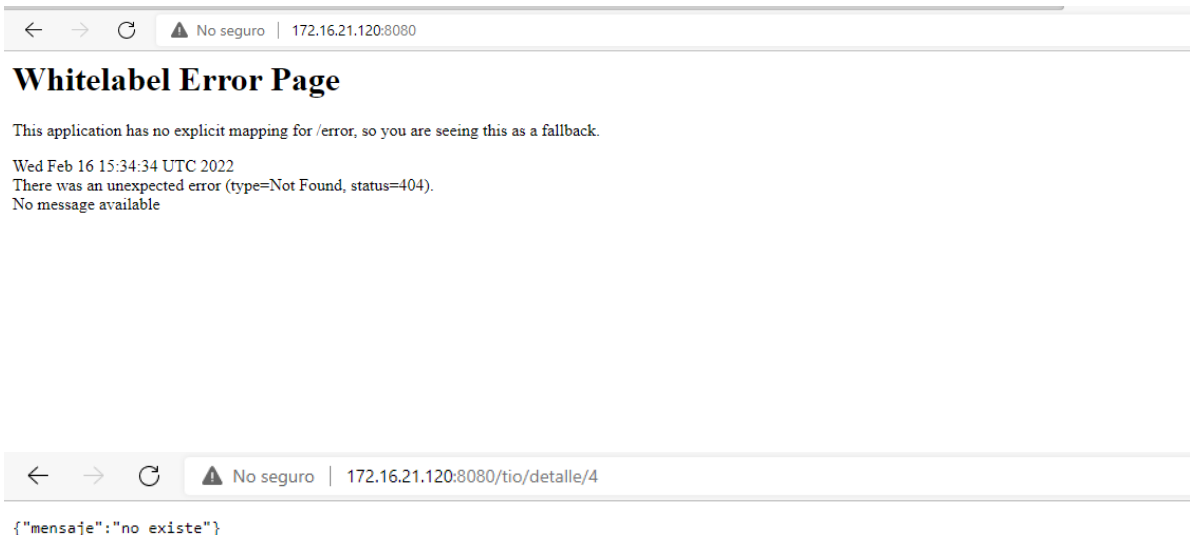 No seguro | 172.16.21.120:8080
Whitelabel Error Page
This application has no explicit mapping for /error, so you are seeing this as a fallback.
Wed Feb 16 15:34:34 UTC 2022
There was an unexpected error (type=Not Found, status=404).
No message available
No seguro | 172.16.21.120:8080/tio/detalle/4
{"mensaje":"no existe"}